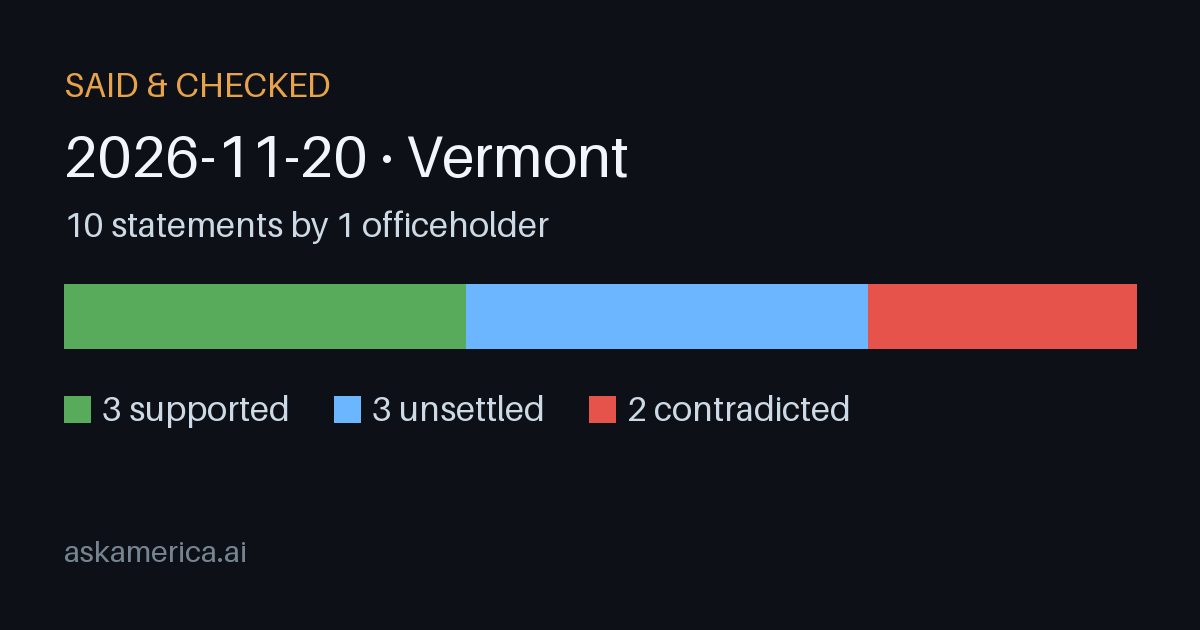 SAID & CHECKED
2026-11-20 · Vermont
10 statements by 1 officeholder
3 supported
3 unsettled
2 contradicted
askamerica.ai